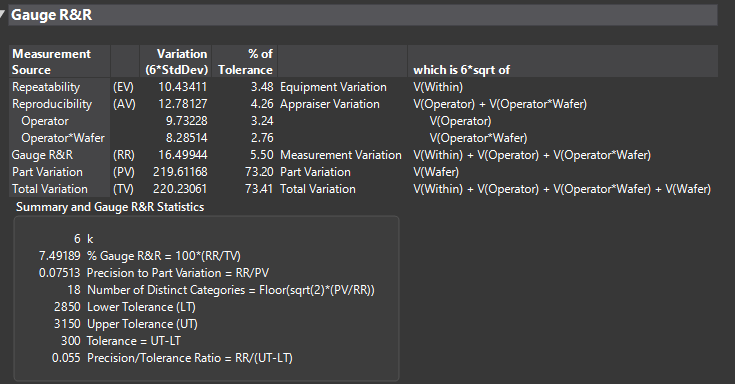 Gauge R&R
Measurement Source Variation (6*StdDev) % of Tolerance which is 6*sqrt of
Repeatability (EV) 10.43411 3.48 Equipment Variation V(Within)
Reproducibility (AV) 12.78127 4.26 Appraiser Variation V(Operator) + V(Operator*Wafer)
Operator 9.73228 3.24 V(Operator)
Operator*Wafer 8.28514 2.76 V(Operator*Wafer)
Gauge R&R (RR) 16.49944 5.50 Measurement Variation V(Within) + V(Operator) + V(Operator*Wafer)
Part Variation (PV) 219.61168 73.20 Part Variation V(Wafer)
Total Variation (TV) 220.23061 73.41 Total Variation V(Within) + V(Operator) + V(Operator*Wafer) + V(Wafer)
Summary and Gauge R&R Statistics
6 k
7.49189 % Gauge R&R = 100*(RR/TV)
0.07513 Precision to Part Variation = RR/PV
18 Number of Distinct Categories = Floor(sqrt(2)*(PV/RR))
2850 Lower Tolerance (LT)
3150 Upper Tolerance (UT)
300 Tolerance = UT-LT
0.055 Precision/Tolerance Ratio = RR/(UT-LT)